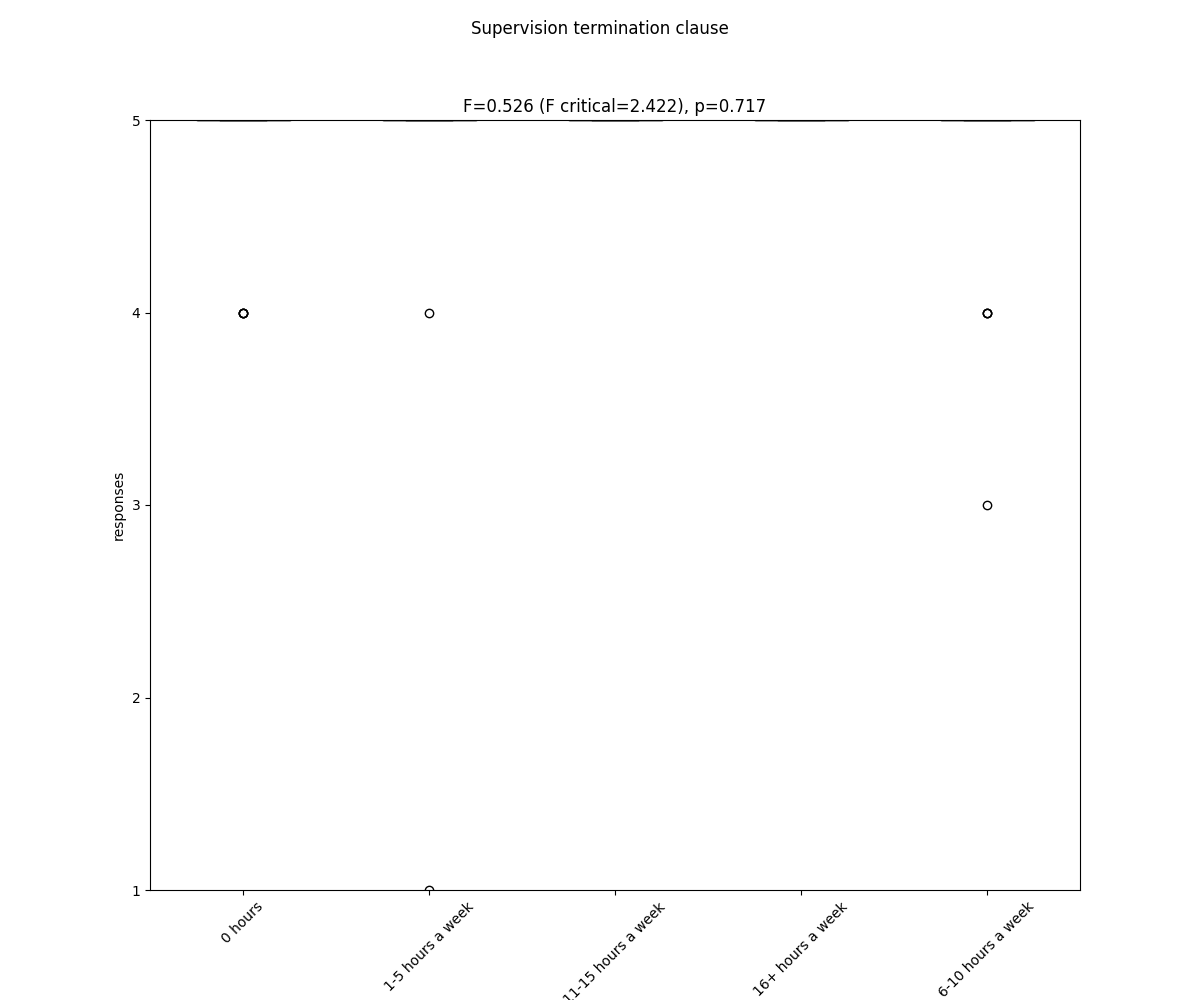 Supervision termination clause
F=0.526 (F critical=2.422), p=0.717
5
4
3
2
1
responses
0 hours
1-5 hours a week
11-15 hours a week
16+ hours a week
6-10 hours a week